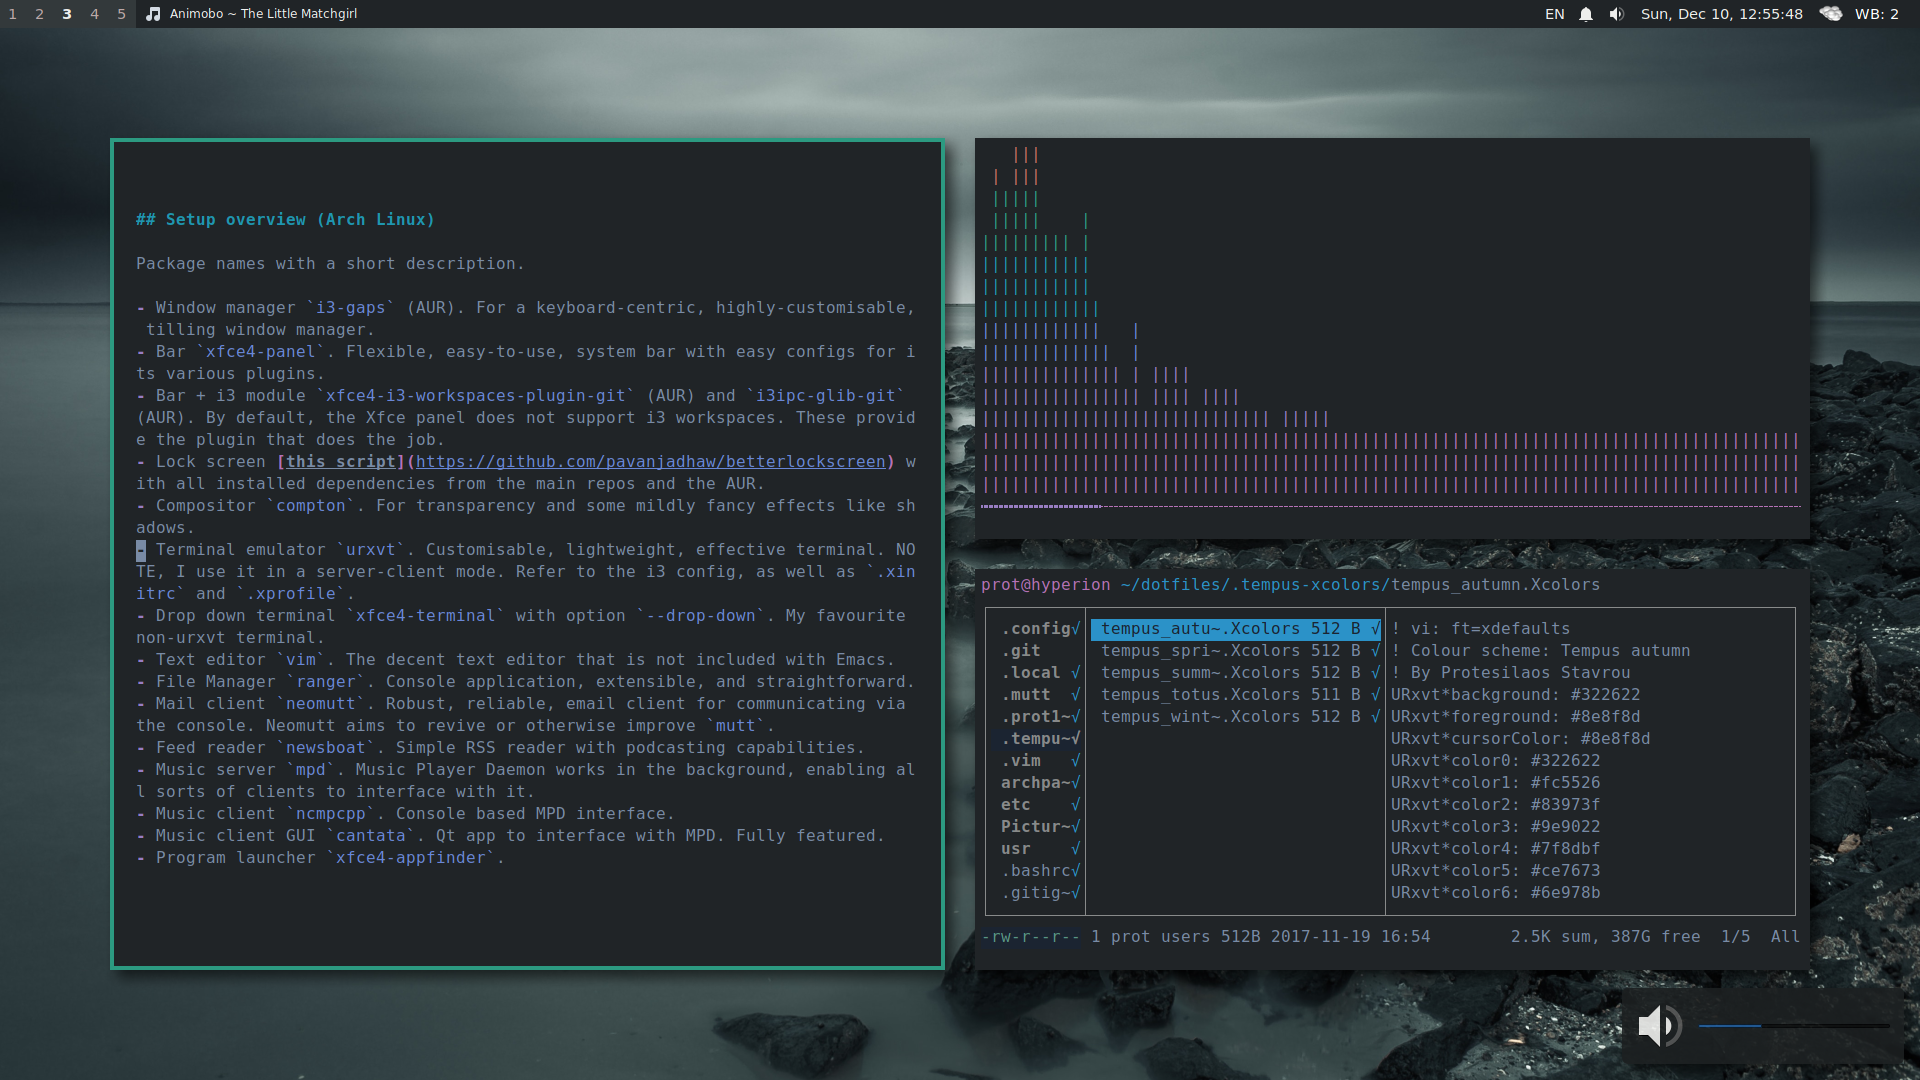 1 2 3 4 5 Animobo ~ The Little Matchgirl EN Sun, Dec 10, 12:55:48 WB: 2
## Setup overview (Arch Linux)
Package names with a short description.
- Window manager `i3-gaps` (AUR). For a keyboard-centric, highly-customisable,
tilling window manager.
- Bar `xfce4-panel`. Flexible, easy-to-use, system bar with easy configs for i
ts various plugins.
- Bar + i3 module `xfce4-i3-workspaces-plugin-git` (AUR) and `i3ipc-glib-git`
(AUR). By default, the Xfce panel does not support i3 workspaces. These provid
e the plugin that does the job.
- Lock screen [this script](https://github.com/pavanjadhaw/betterlockscreen) w
ith all installed dependencies from the main repos and the AUR.
- Compositor `compton`. For transparency and some mildly fancy effects like sh
adows.
- Terminal emulator `urxvt`. Customisable, lightweight, effective terminal. NO
TE, I use it in a server-client mode. Refer to the i3 config, as well as `.xin
itrc` and `.xprofile`.
- Drop down terminal `xfce4-terminal` with option `--drop-down`. My favourite
non-urxvt terminal.
- Text editor `vim`. The decent text editor that is not included with Emacs.
- File Manager `ranger`. Console application, extensible, and straightforward.
- Mail client `neomutt`. Robust, reliable, email client for communicating via
the console. Neomutt aims to revive or otherwise improve `mutt`.
- Feed reader `newsboat`. Simple RSS reader with podcasting capabilities.
- Music server `mpd`. Music Player Daemon works in the background, enabling al
l sorts of clients to interface with it.
- Music client `ncmpcpp`. Console based MPD interface.
- Music client GUI `cantata`. Qt app to interface with MPD. Fully featured.
- Program launcher `xfce4-appfinder`.
prot@hyperion ~/dotfiles/.tempus-xcolors/tempus_autumn.Xcolors
.config√
.git
.local √
.mutt √
.prot1~√
.tempu~√
.vim √
archpa~√
etc √
Pictur~√
usr √
.bashrc√
.gitig~√
tempus_autu~.Xcolors 512 B √
tempus_spri~.Xcolors 512 B √
tempus_summ~.Xcolors 512 B √
tempus_totus.Xcolors 511 B √
tempus_wint~.Xcolors 512 B √
! vi: ft=xdefaults
! Colour scheme: Tempus autumn
! By Protesilaos Stavrou
URxvt*background: #322622
URxvt*foreground: #8e8f8d
URxvt*cursorColor: #8e8f8d
URxvt*color0: #322622
URxvt*color1: #fc5526
URxvt*color2: #83973f
URxvt*color3: #9e9022
URxvt*color4: #7f8dbf
URxvt*color5: #ce7673
URxvt*color6: #6e978b
-rw-r--r-- 1 prot users 512B 2017-11-19 16:54 2.5K sum, 387G free 1/5 All